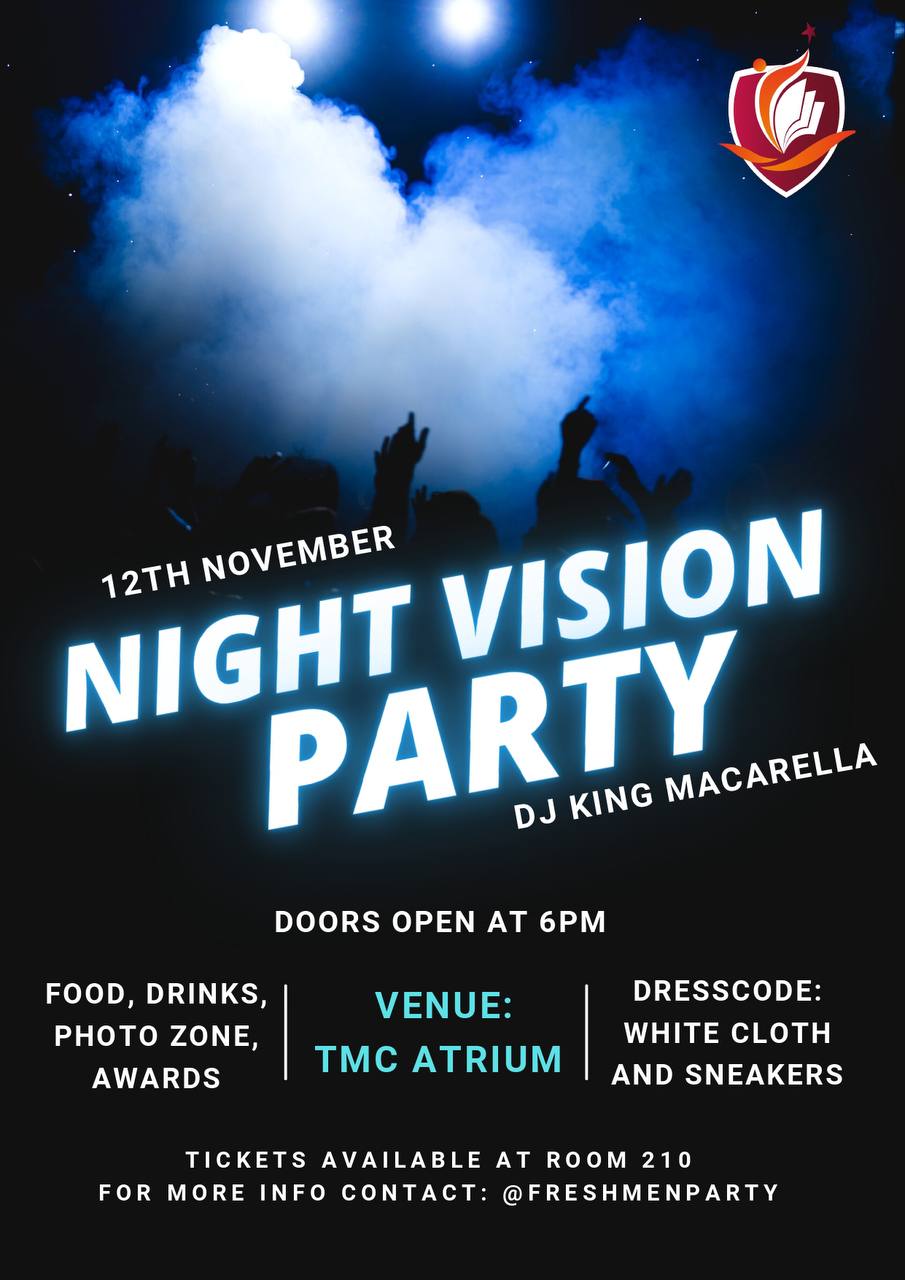 12TH NOVEMBER
NIGHT VISION
PARTY
DJ KING MACARELLA
DOORS OPEN AT 6PM
FOOD, DRINKS,
PHOTO ZONE,
AWARDS
VENUE:
TMC ATRIUM
DRESSCODE:
WHITE CLOTH
AND SNEAKERS
TICKETS AVAILABLE AT ROOM 210
FOR MORE INFO CONTACT: @FRESHMENPARTY